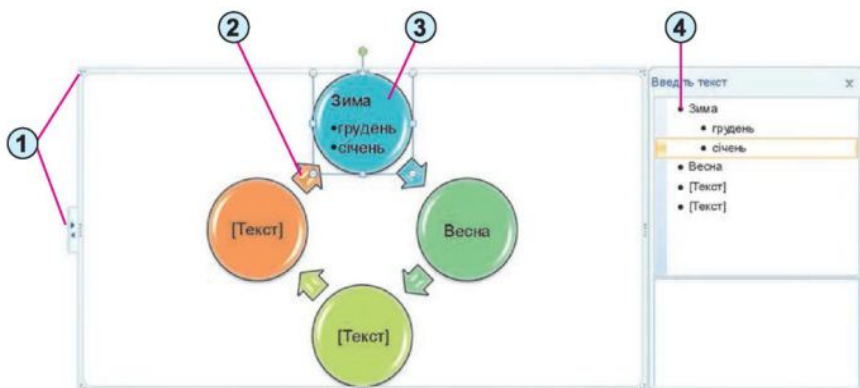 1
2
3
4
Зима
•грудень
•січень
[Текст]
Весна
[Текст]
Введіть текст x
• Зима
• грудень
• січень
• Весна
• [Текст]
• [Текст]